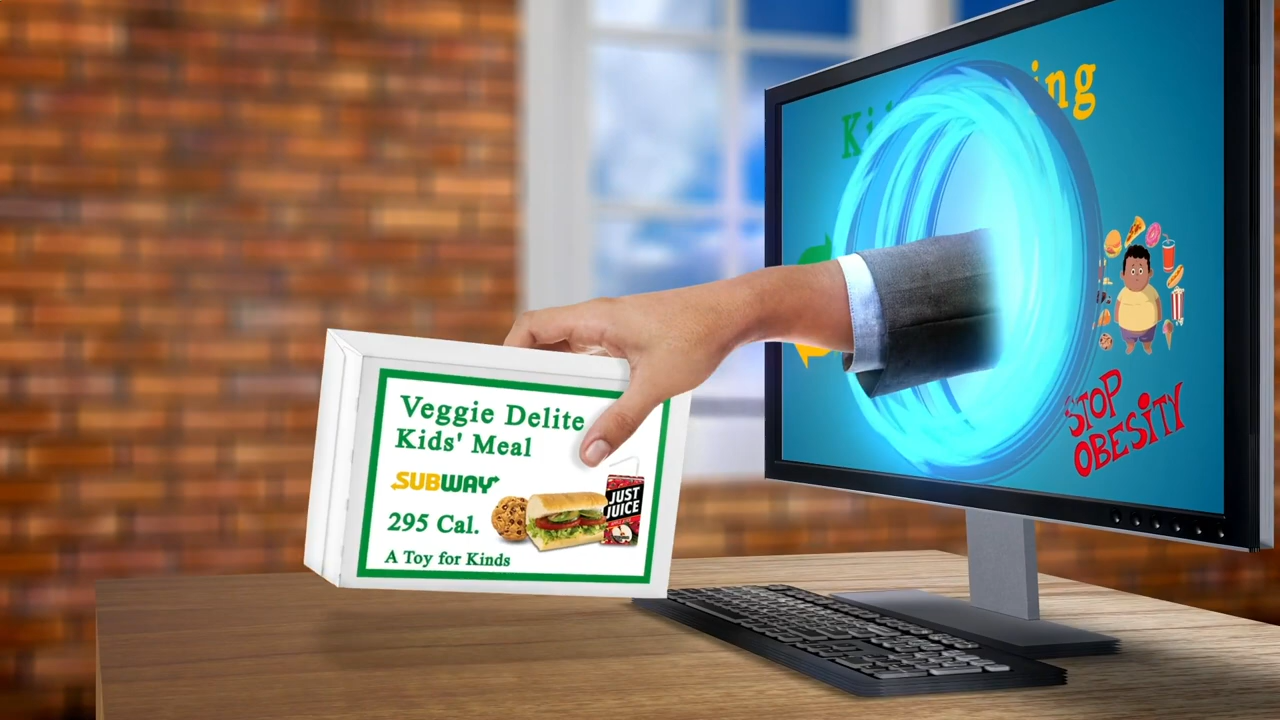 Veggie Delite
Kids' Meal
SUBWAY
295 Cal.
A Toy for Kinds
JUST
JUICE
STOP
OBESITY